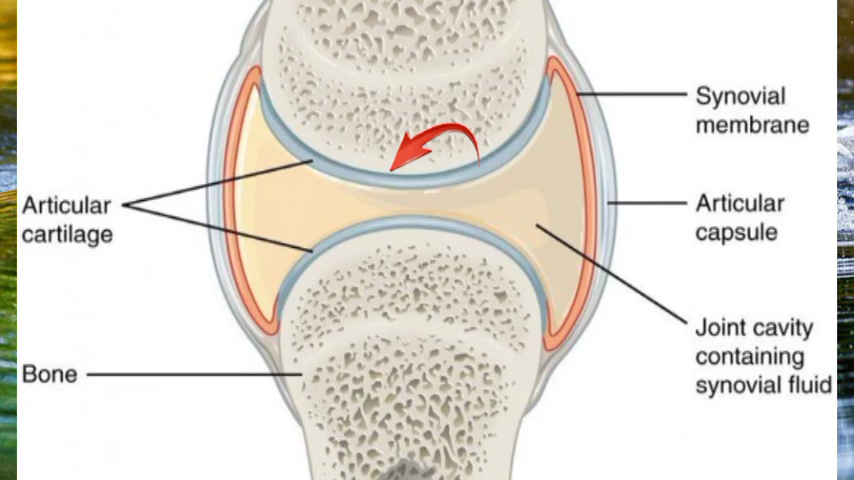 Synovial
membrane
Articular
cartilage
Articular
capsule
Joint cavity
containing
synovial fluid
Bone